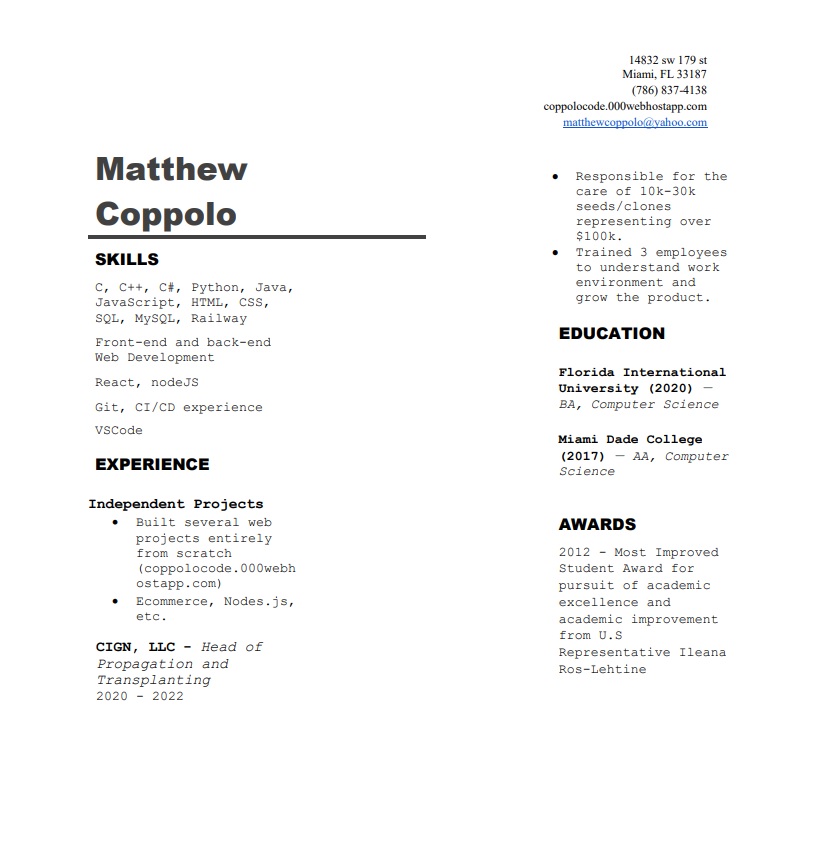 14832 sw 179 st
Miami, FL 33187
(786) 837-4138
coppolocode.000webhostapp.com
matthewcoppolo@yahoo.com
Matthew
Coppolo
SKILLS
C, C++, C#, Python, Java,
JavaScript, HTML, CSS,
SQL, MySQL, Railway
Front-end and back-end
Web Development
React, nodeJS
Git, CI/CD experience
VSCode
EXPERIENCE
Independent Projects
• Built several web
projects entirely
from scratch
(coppolocode.000webh
ostapp.com)
• Ecommerce, Nodes.js,
etc.
CIGN, LLC - Head of
Propagation and
Transplanting
2020 - 2022
• Responsible for the
care of 10k-30k
seeds/clones
representing over
$100k.
• Trained 3 employees
to understand work
environment and
grow the product.
EDUCATION
Florida International
University (2020) —
BA, Computer Science
Miami Dade College
(2017) — AA, Computer
Science
AWARDS
2012 - Most Improved
Student Award for
pursuit of academic
excellence and
academic improvement
from U.S
Representative Ileana
Ros-Lehtine